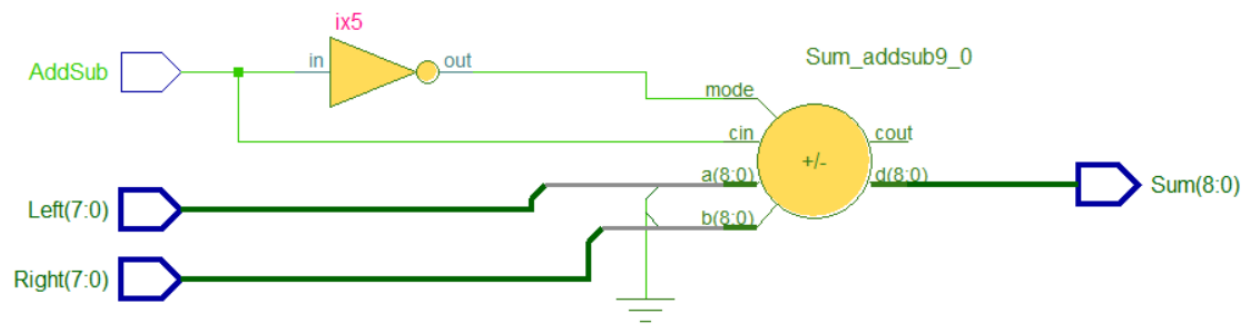 ix5
in
out
AddSub
Sum_addsub9_0
mode
cin
cout
+/-
a(8:0)
d(8:0)
Sum(8:0)
Left(7:0)
b(8:0)
Right(7:0)